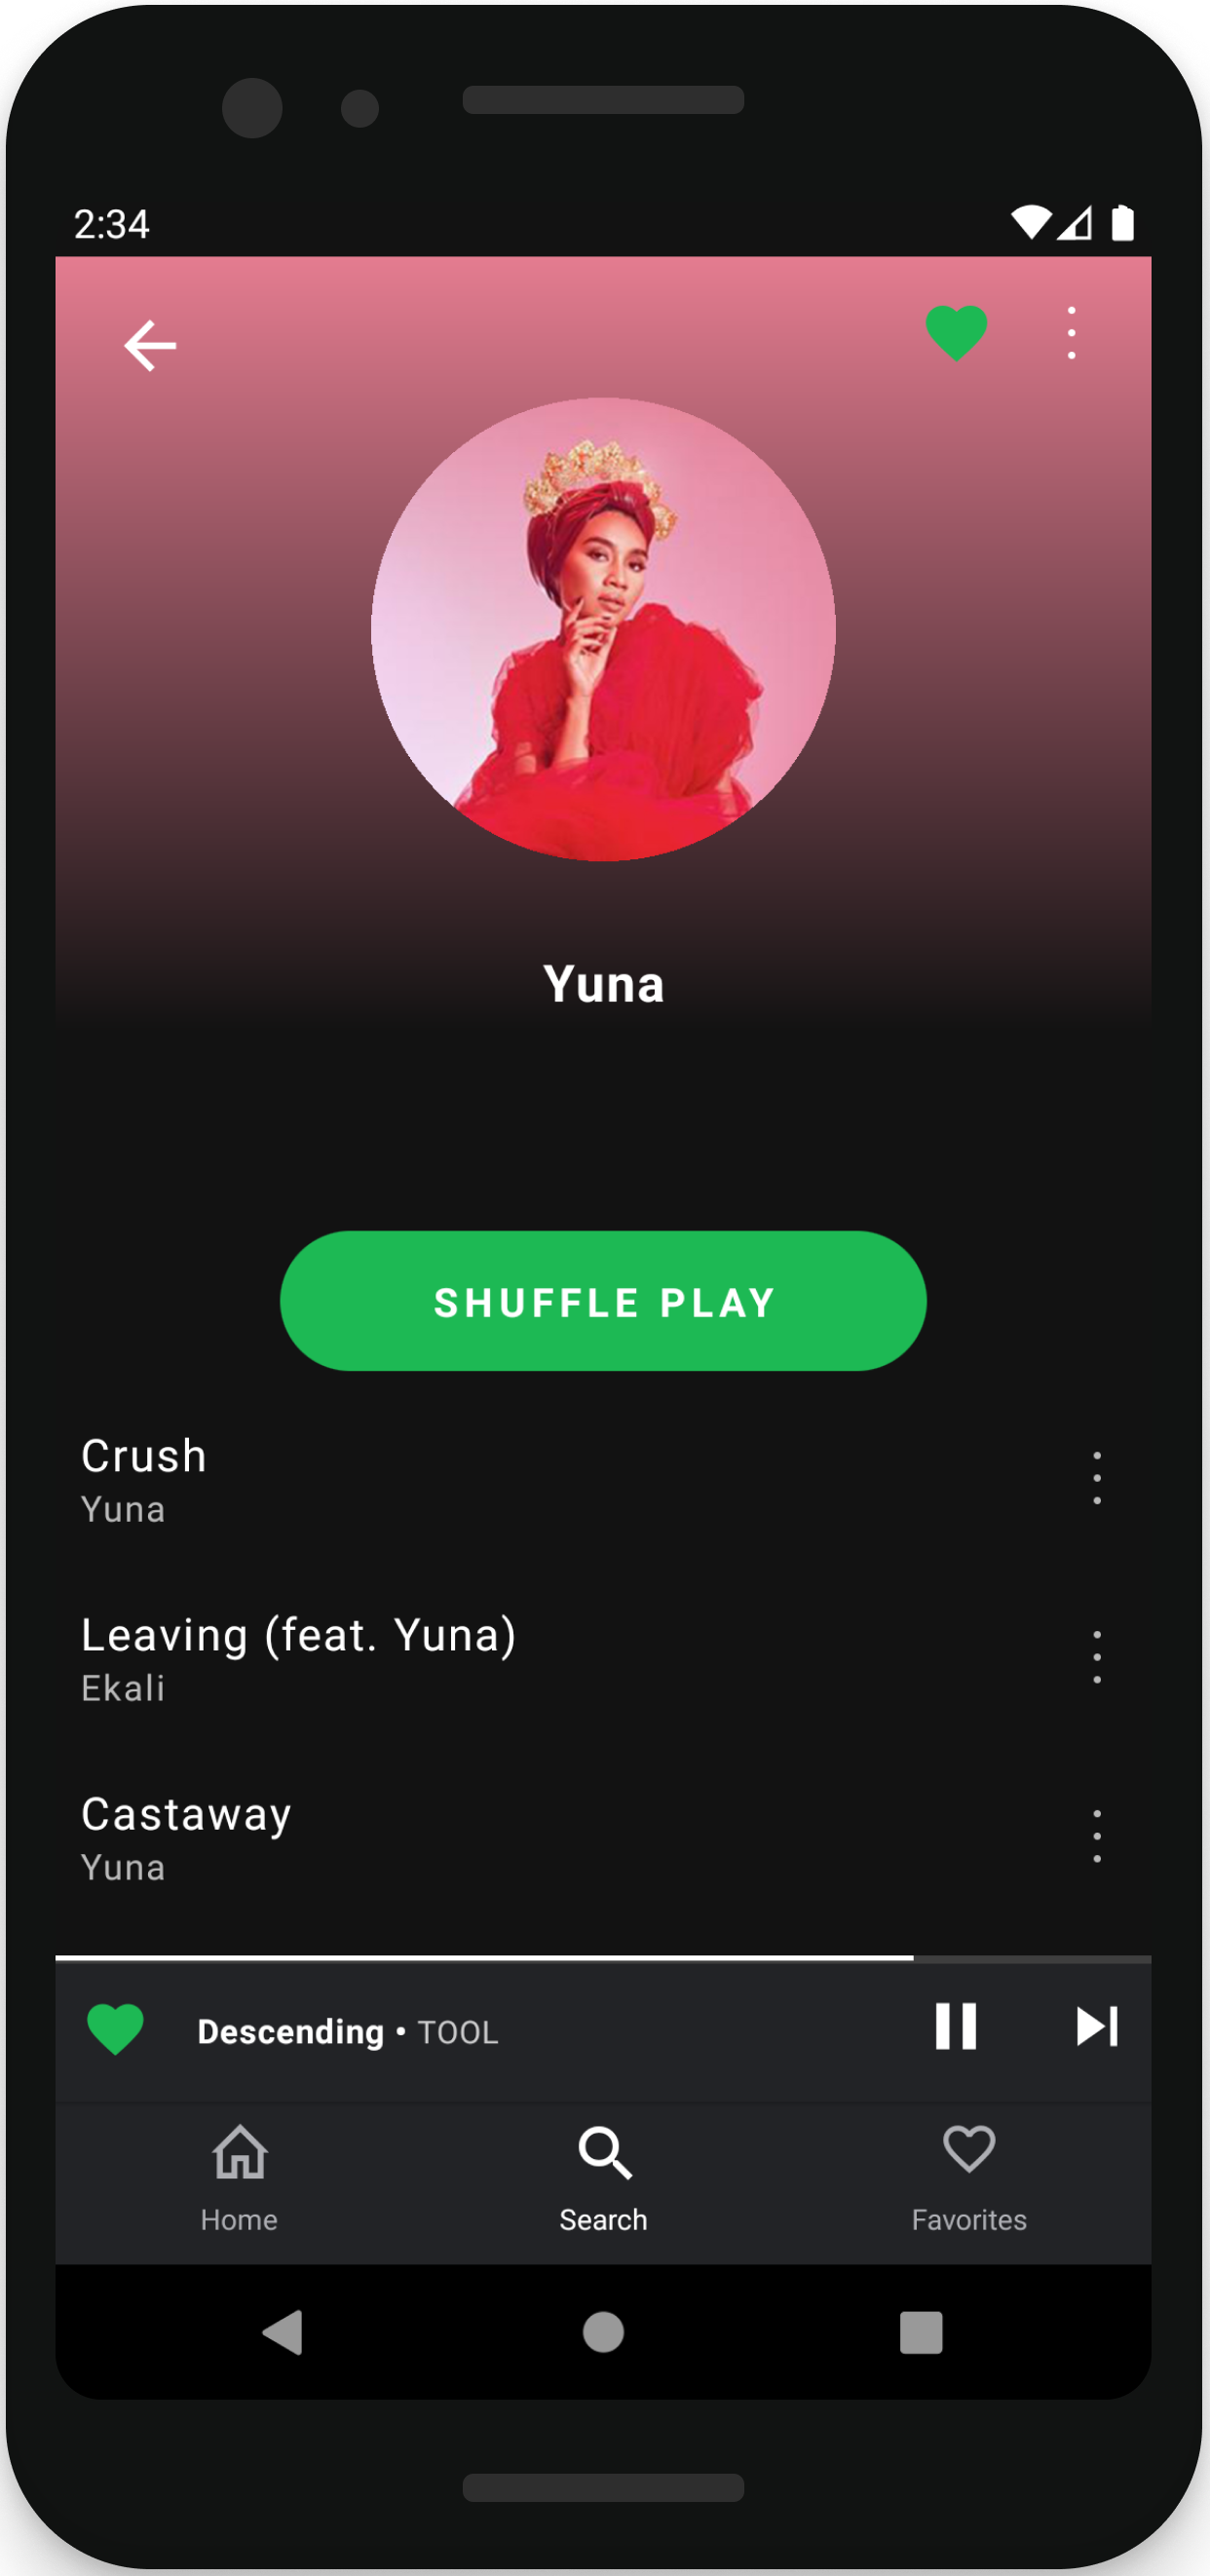 2:34
Yuna
SHUFFLE PLAY
Crush
Yuna
Leaving (feat. Yuna)
Ekali
Castaway
Yuna
Descending • TOOL
Home
Search
Favorites